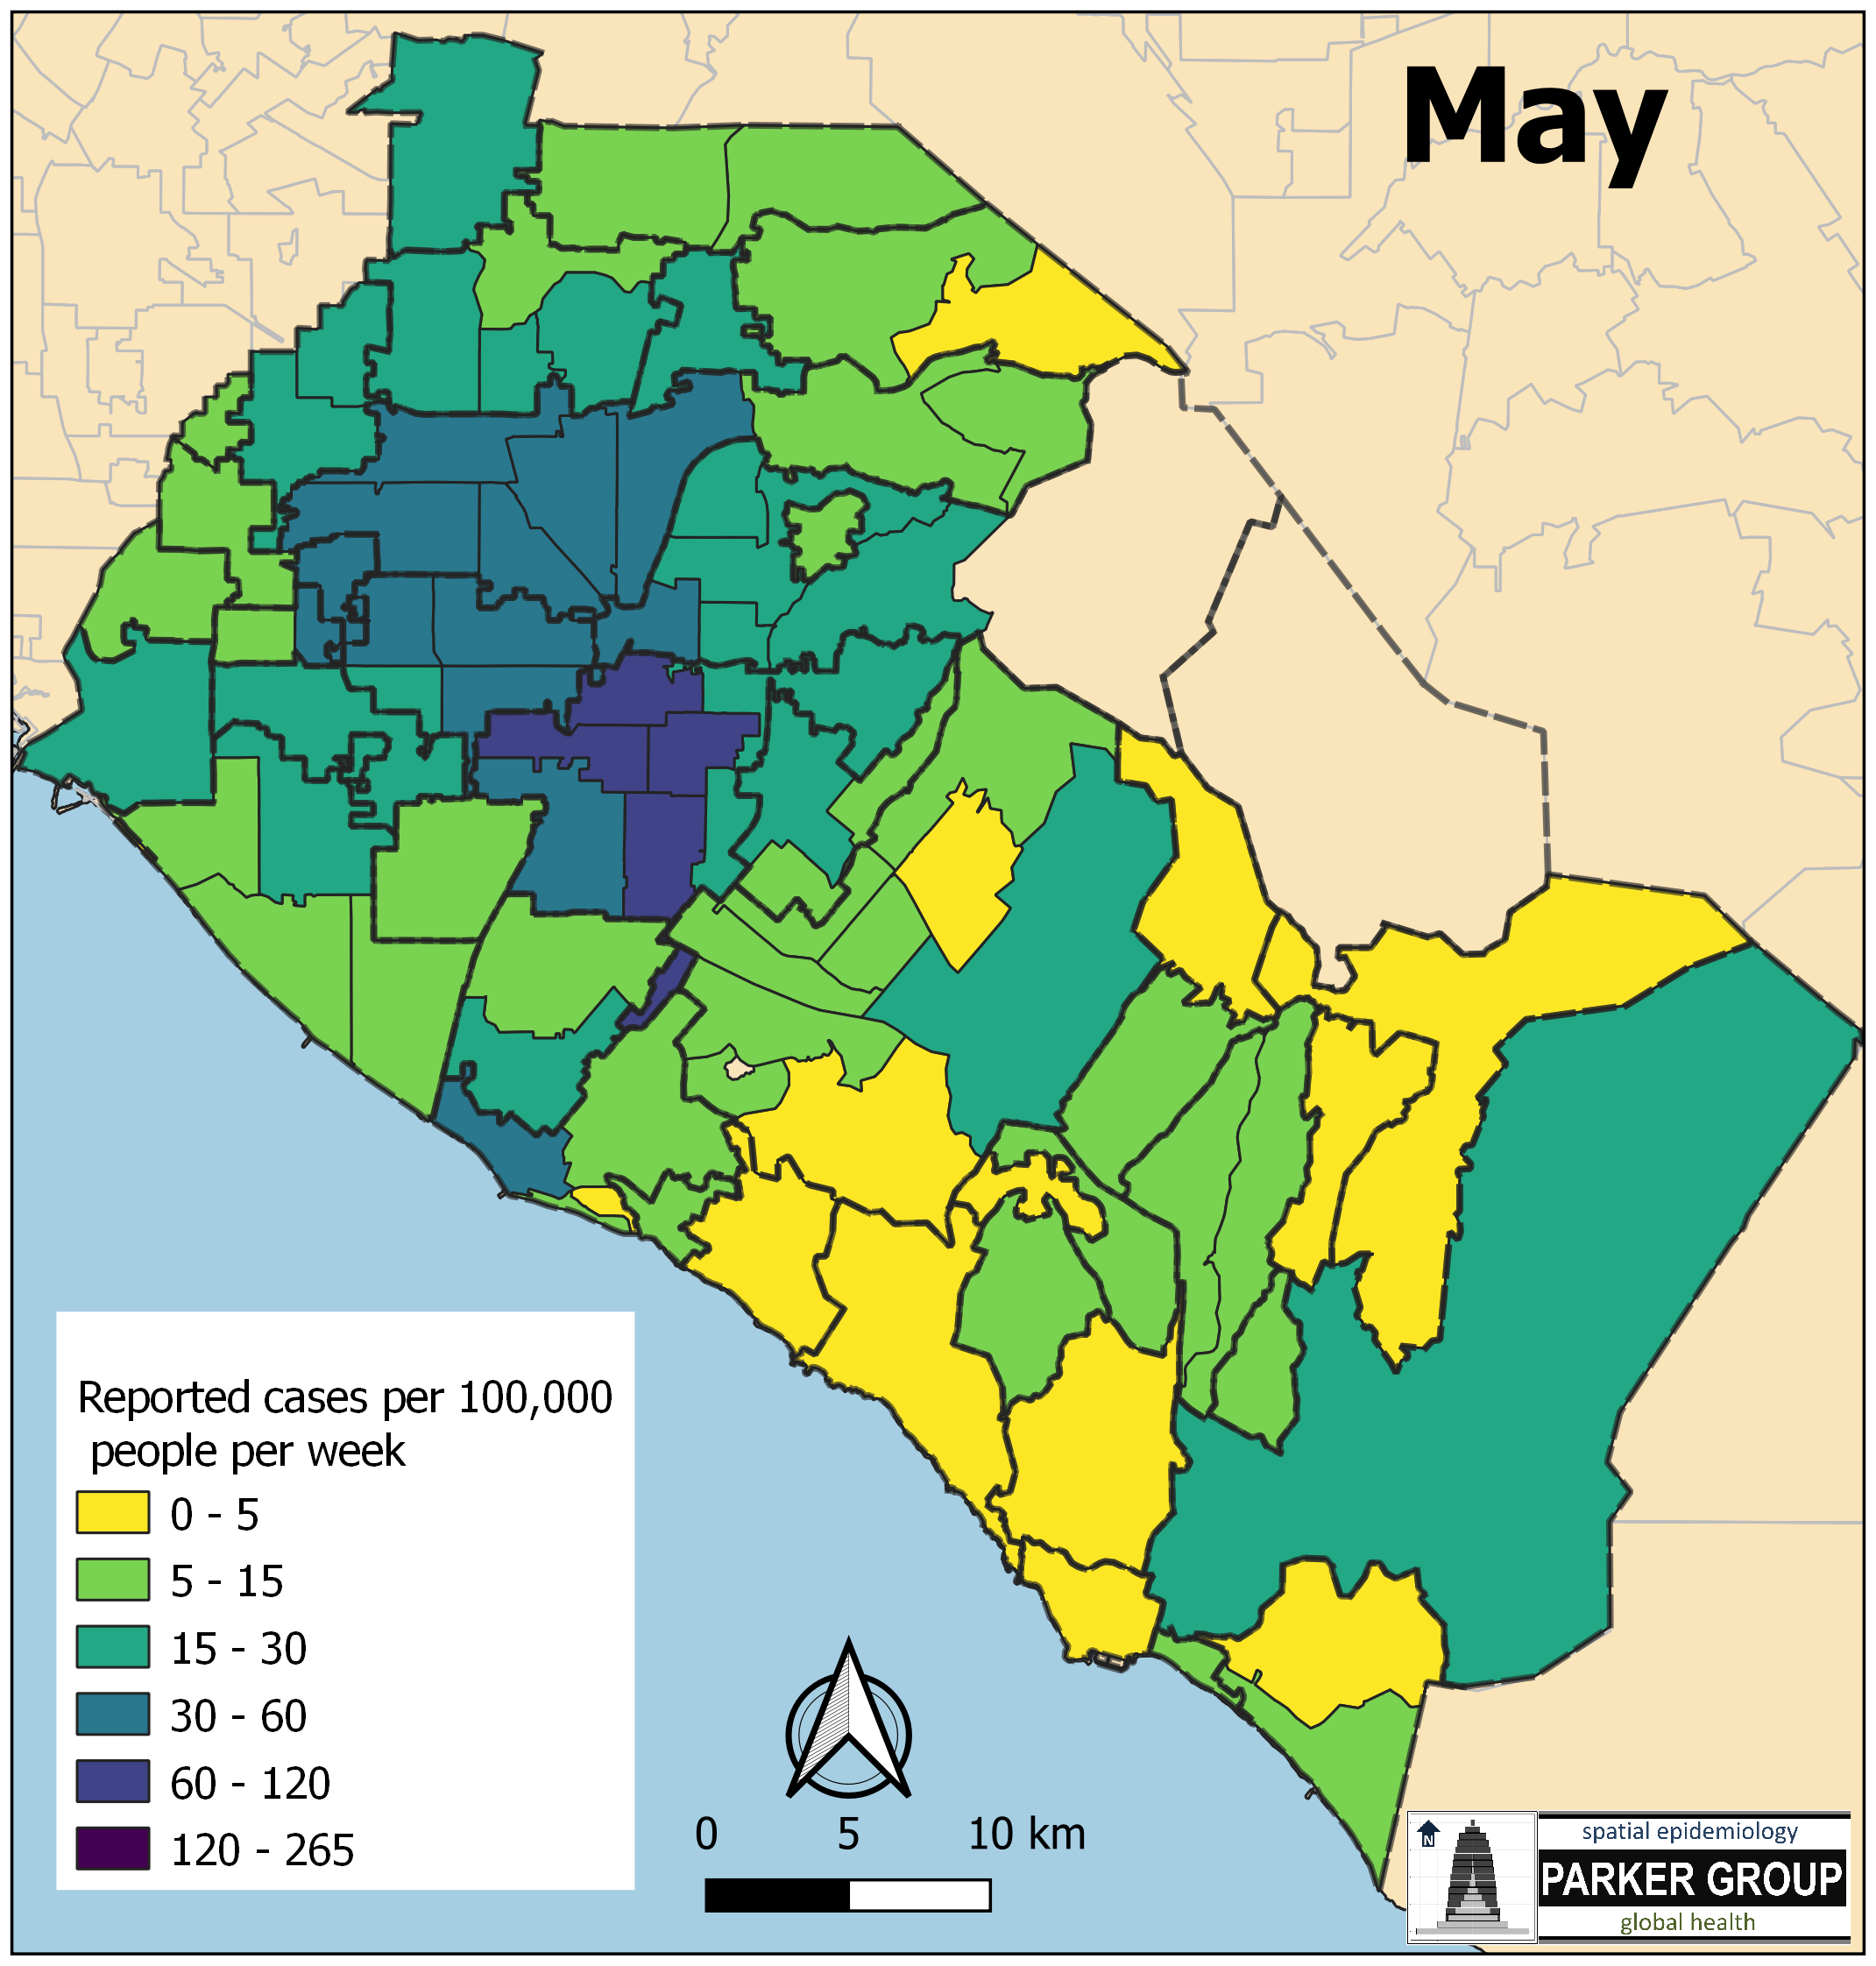 May
Reported cases per 100,000
people per week
0 - 5
5 - 15
15 - 30
30 - 60
60 - 120
120 - 265
0 5 10 km
N
spatial epidemiology
PARKER GROUP
global health